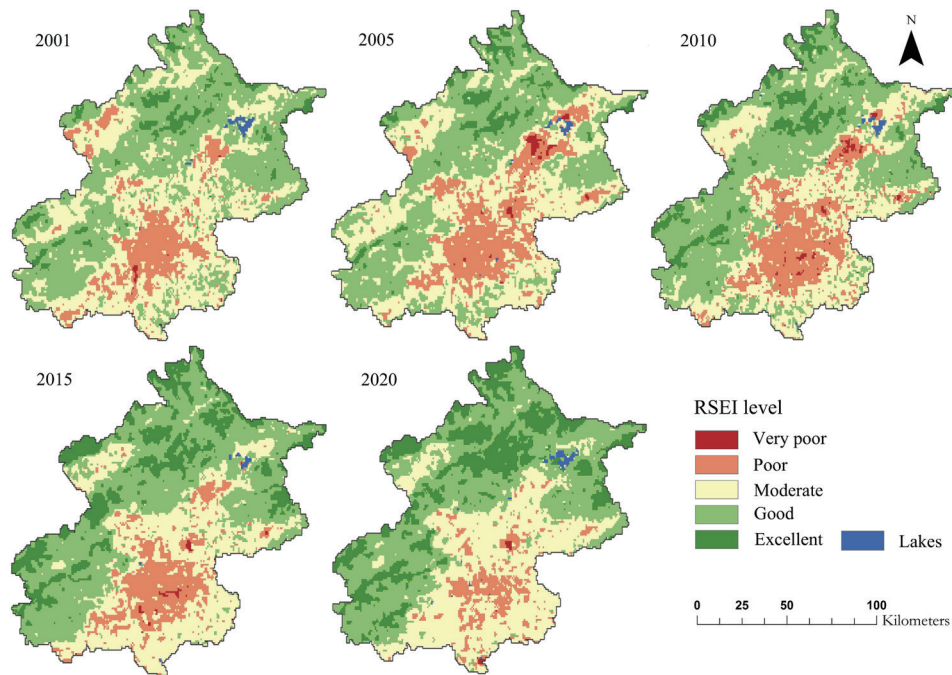 2001
2005
2010
N
2015
2020
RSEI level
Very poor
Poor
Moderate
Good
Excellent
Lakes
0 25 50 100
Kilometers